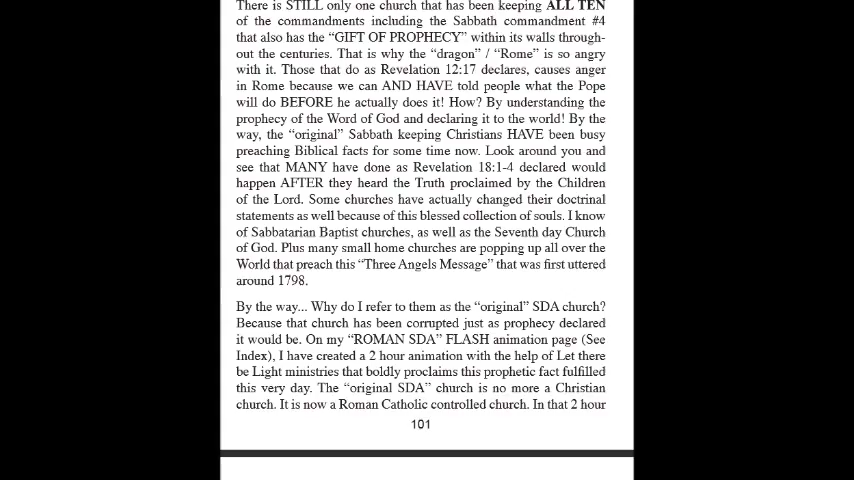 There is STILL only one church that has been keeping ALL TEN
of the commandments including the Sabbath commandment #4
that also has the “GIFT OF PROPHECY” within its walls through-
out the centuries. That is why the “dragon” / “Rome” is so angry
with it. Those that do as Revelation 12:17 declares, causes anger
in Rome because we can AND HAVE told people what the Pope
will do BEFORE he actually does it! How? By understanding the
prophecy of the Word of God and declaring it to the world! By the
way, the “original” Sabbath keeping Christians HAVE been busy
preaching Biblical facts for some time now. Look around you and
see that MANY have done as Revelation 18:1-4 declared would
happen AFTER they heard the Truth proclaimed by the Children
of the Lord. Some churches have actually changed their doctrinal
statements as well because of this blessed collection of souls. I know
of Sabbatarian Baptist churches, as well as the Seventh day Church
of God. Plus many small home churches are popping up all over the
World that preach this “Three Angels Message” that was first uttered
around 1798.
By the way... Why do I refer to them as the “original” SDA church?
Because that church has been corrupted just as prophecy declared
it would be. On my “ROMAN SDA” FLASH animation page (See
Index), I have created a 2 hour animation with the help of Let there
be Light ministries that boldly proclaims this prophetic fact fulfilled
this very day. The “original SDA” church is no more a Christian
church. It is now a Roman Catholic controlled church. In that 2 hour
101